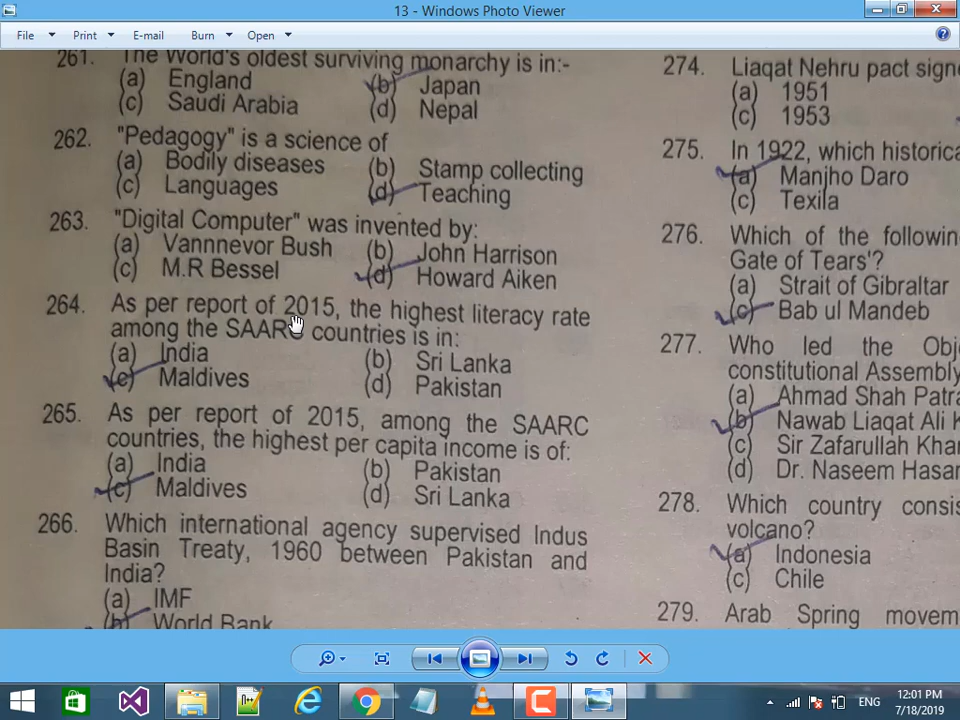 13 - Windows Photo Viewer
File Print E-mail Burn Open
261. The World's oldest surviving monarchy is in:-
(a) England (b) Japan
(c) Saudi Arabia (d) Nepal
262. "Pedagogy" is a science of
(a) Bodily diseases (b) Stamp collecting
(c) Languages (d) Teaching
263. "Digital Computer" was invented by:
(a) Vannnevor Bush (b) John Harrison
(c) M.R Bessel (d) Howard Aiken
264. As per report of 2015, the highest literacy rate
among the SAARC countries is in:
(a) India (b) Sri Lanka
(c) Maldives (d) Pakistan
265. As per report of 2015, among the SAARC
countries, the highest per capita income is of:
(a) India (b) Pakistan
(c) Maldives (d) Sri Lanka
266. Which international agency supervised Indus
Basin Treaty, 1960 between Pakistan and
India?
(a) IMF
(b) World Bank
274. Liaqat Nehru pact signe
(a) 1951
(c) 1953
275. In 1922, which historica
(a) Manjho Daro
(c) Texila
276. Which of the followin
Gate of Tears'?
(a) Strait of Gibraltar
(c) Bab ul Mandeb
277. Who led the Obj
constitutional Assembly
(a) Ahmad Shah Patra
(b) Nawab Liaqat Ali K
(c) Sir Zafarullah Khan
(d) Dr. Naseem Hasan
278. Which country consis
volcano?
(a) Indonesia
(c) Chile
279. Arab Spring movem
ENG
12:01 PM
7/18/2019